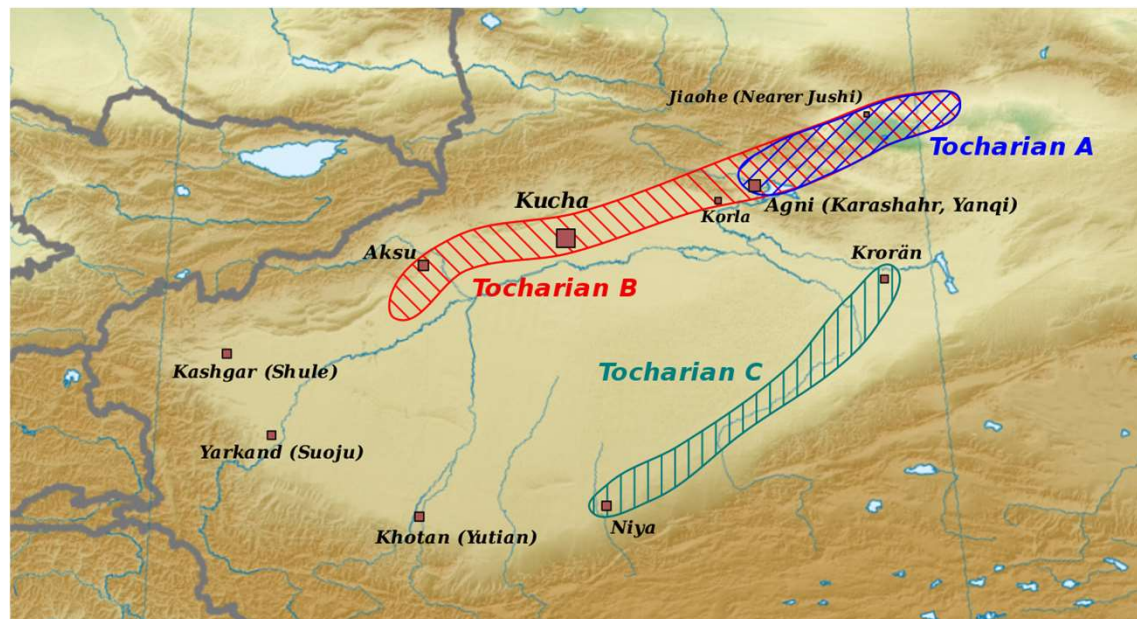 Jiaohe (Nearer Jushi)
Tocharian A
Kucha
Agni (Karashahr, Yanqi)
Korla
Aksu
Krorän
Tocharian B
Kashgar (Shule)
Tocharian C
Yarkand (Suoju)
Khotan (Yutian)
Niya